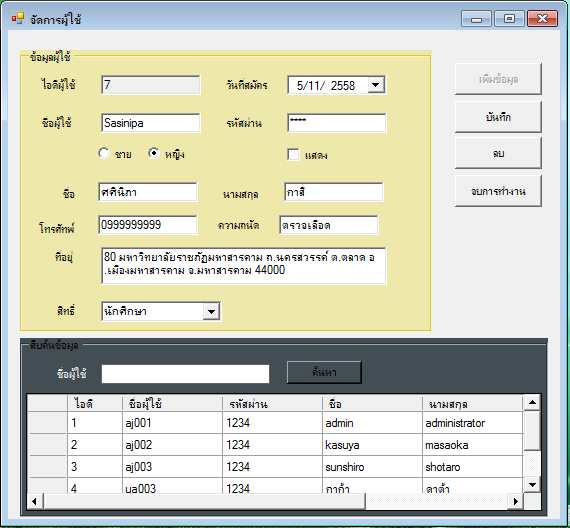 จัดการผู้ใช้
ข้อมูลผู้ใช้
ไอดีผู้ใช้ 7 วันที่สมัคร 5/11/ 2558
เพิ่มข้อมูล
ชื่อผู้ใช้ Sasinipa รหัสผ่าน ****
บันทึก
ชาย หญิง แสดง
ลบ
ชื่อ ศศินิภา นามสกุล กาสี
จบการทำงาน
โทรศัทพ์ 0999999999 ความถนัด ตรวจเลือด
ที่อยู่ 80 มหาวิทยาลัยราชภัฏมหาสารคาม ถ.นครสวรรค์ ต.ตลาด อ
.เมืองมหาสารคาม จ.มหาสารคาม 44000
สิทธิ์ นักศึกษา
สืบค้นข้อมูล
ชื่อผู้ใช้ ค้นหา
ไอดี ชื่อผู้ใช้ รหัสผ่าน ชื่อ นามสกุล
1 aj001 1234 admin administrator
2 aj002 1234 kasuya masaoka
3 aj003 1234 sunshiro shotaro
4 ua003 1234